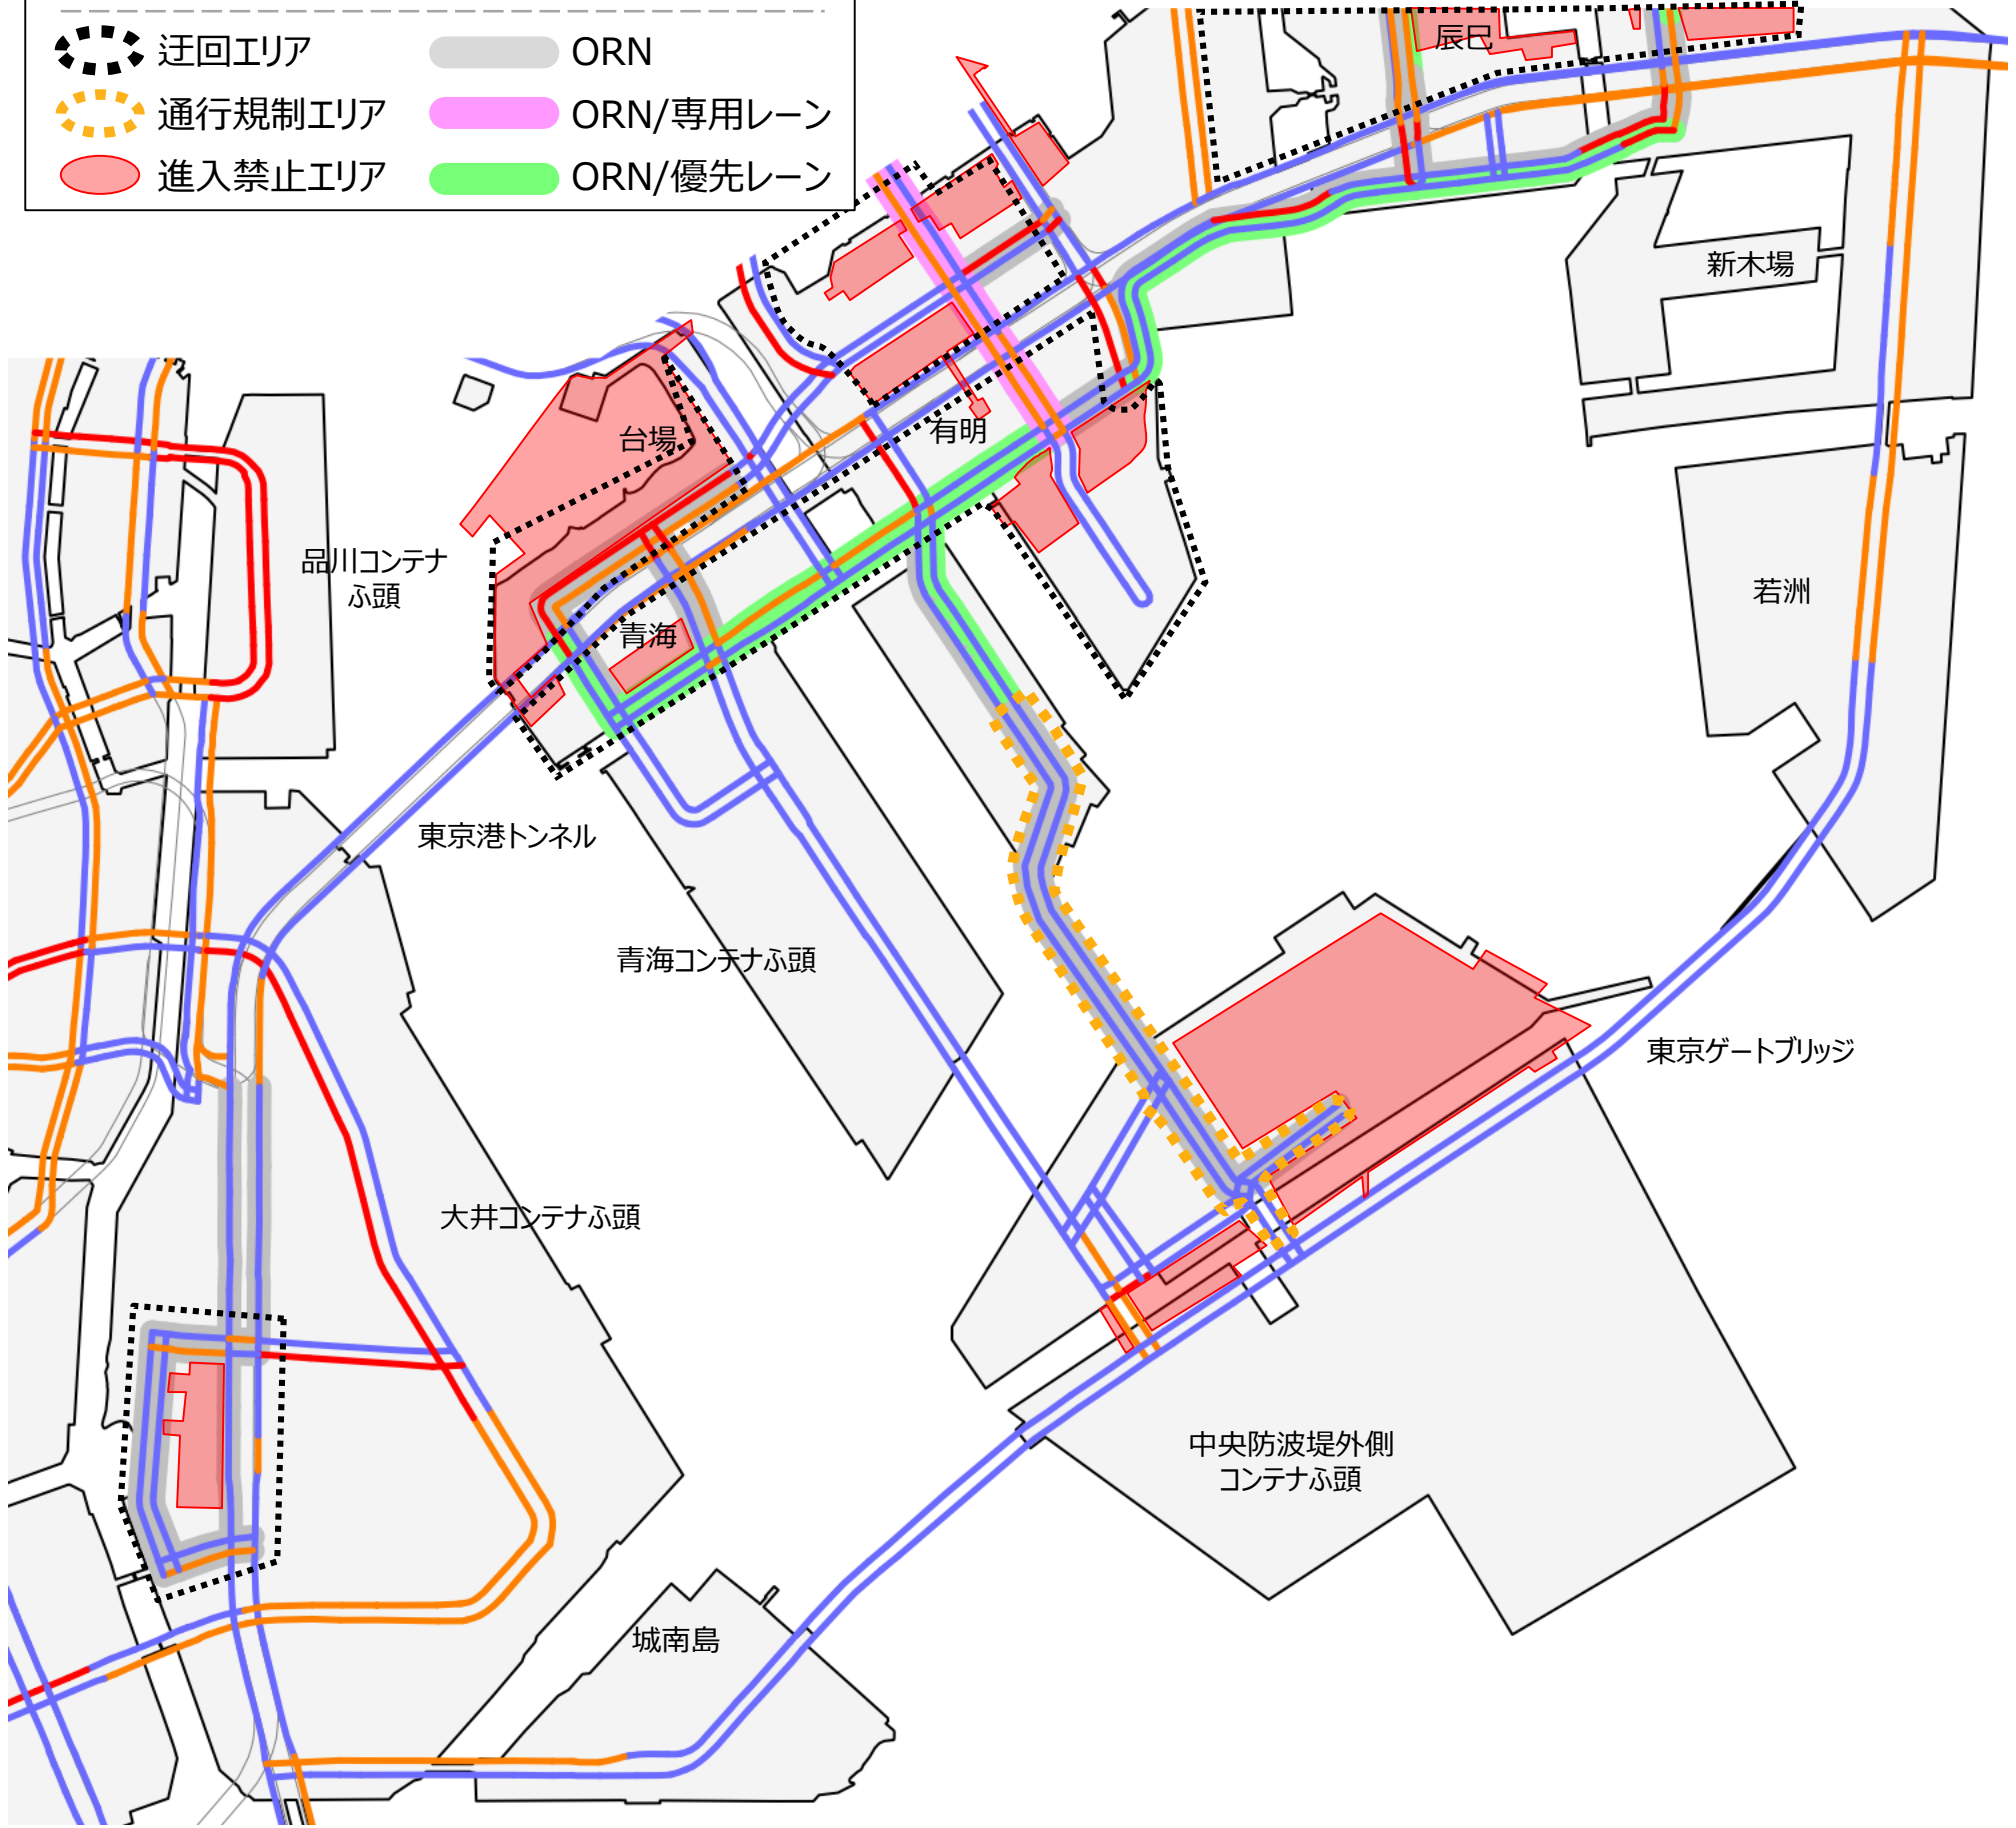 迂回エリア
ORN
通行規制エリア
ORN/専用レーン
進入禁止エリア
ORN/優先レーン
辰巳
新木場
有明
台場
品川コンテナ
ふ頭
若洲
青海
東京港トンネル
青海コンテナふ頭
東京ゲートブリッジ
大井コンテナふ頭
中央防波堤外側
コンテナふ頭
城南島